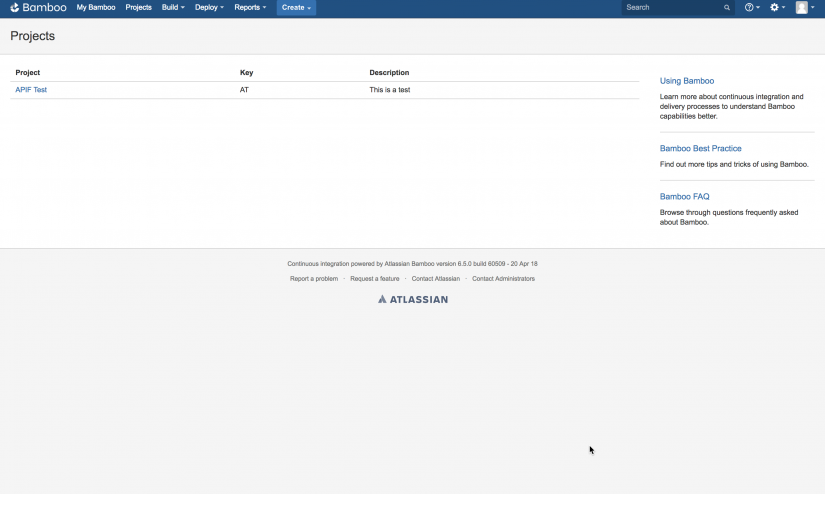 Bamboo My Bamboo Projects Build Deploy Reports Create Search
Projects
Project Key Description
APIF Test AT This is a test
Using Bamboo
Learn more about continuous integration and
delivery processes to understand Bamboo
capabilities better.
Bamboo Best Practice
Find out more tips and tricks of using Bamboo.
Bamboo FAQ
Browse through questions frequently asked
about Bamboo.
Continuous integration powered by Atlassian Bamboo version 6.5.0 build 60509 - 20 Apr 18
Report a problem · Request a feature · Contact Atlassian · Contact Administrators
ATLASSIAN